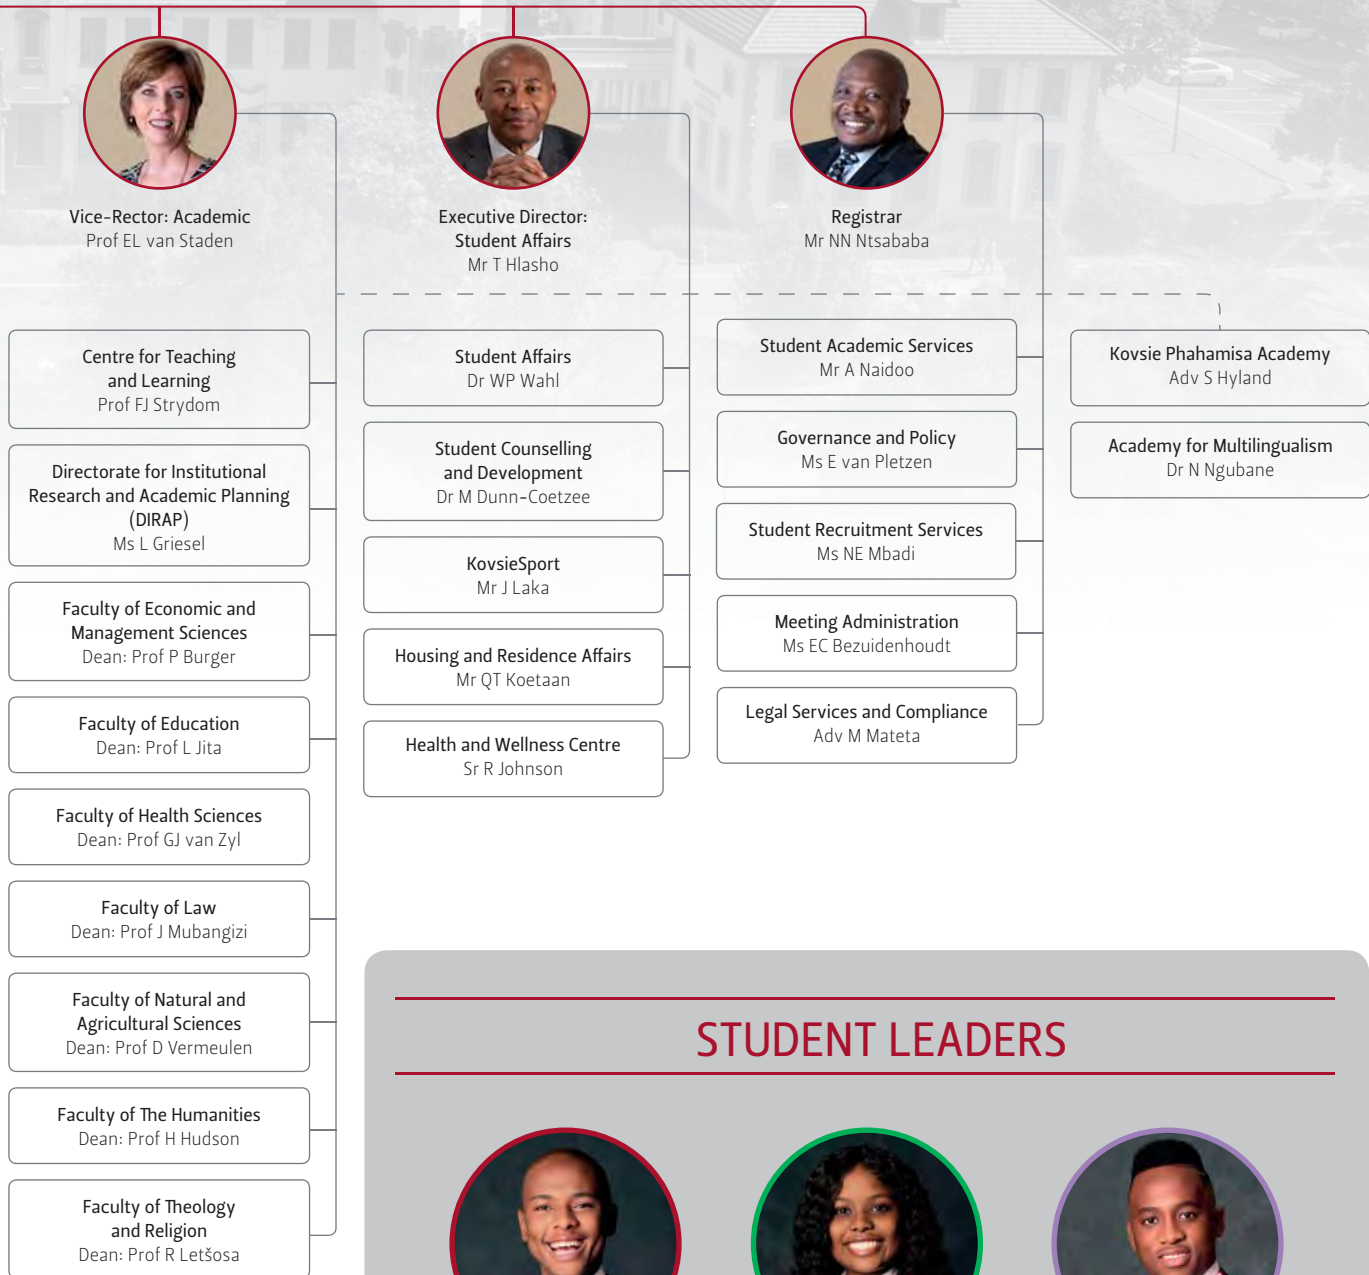 Vice-Rector: Academic
Prof EL van Staden
Executive Director:
Student Affairs
Mr T Hlasho
Registrar
Mr NN Ntsababa
Centre for Teaching
and Learning
Prof FJ Strydom
Directorate for Institutional
Research and Academic Planning
(DIRAP)
Ms L Griesel
Faculty of Economic and
Management Sciences
Dean: Prof P Burger
Faculty of Education
Dean: Prof L Jita
Faculty of Health Sciences
Dean: Prof GJ van Zyl
Faculty of Law
Dean: Prof J Mubangizi
Faculty of Natural and
Agricultural Sciences
Dean: Prof D Vermeulen
Faculty of The Humanities
Dean: Prof H Hudson
Faculty of Theology
and Religion
Dean: Prof R Letšosa
Student Affairs
Dr WP Wahl
Student Counselling
and Development
Dr M Dunn-Coetzee
KovsieSport
Mr J Laka
Housing and Residence Affairs
Mr QT Koetaan
Health and Wellness Centre
Sr R Johnson
Student Academic Services
Mr A Naidoo
Governance and Policy
Ms E van Pletzen
Student Recruitment Services
Ms NE Mbadi
Meeting Administration
Ms EC Bezuidenhoudt
Legal Services and Compliance
Adv M Mateta
Kovsie Phahamisa Academy
Adv S Hyland
Academy for Multilingualism
Dr N Ngubane
STUDENT LEADERS